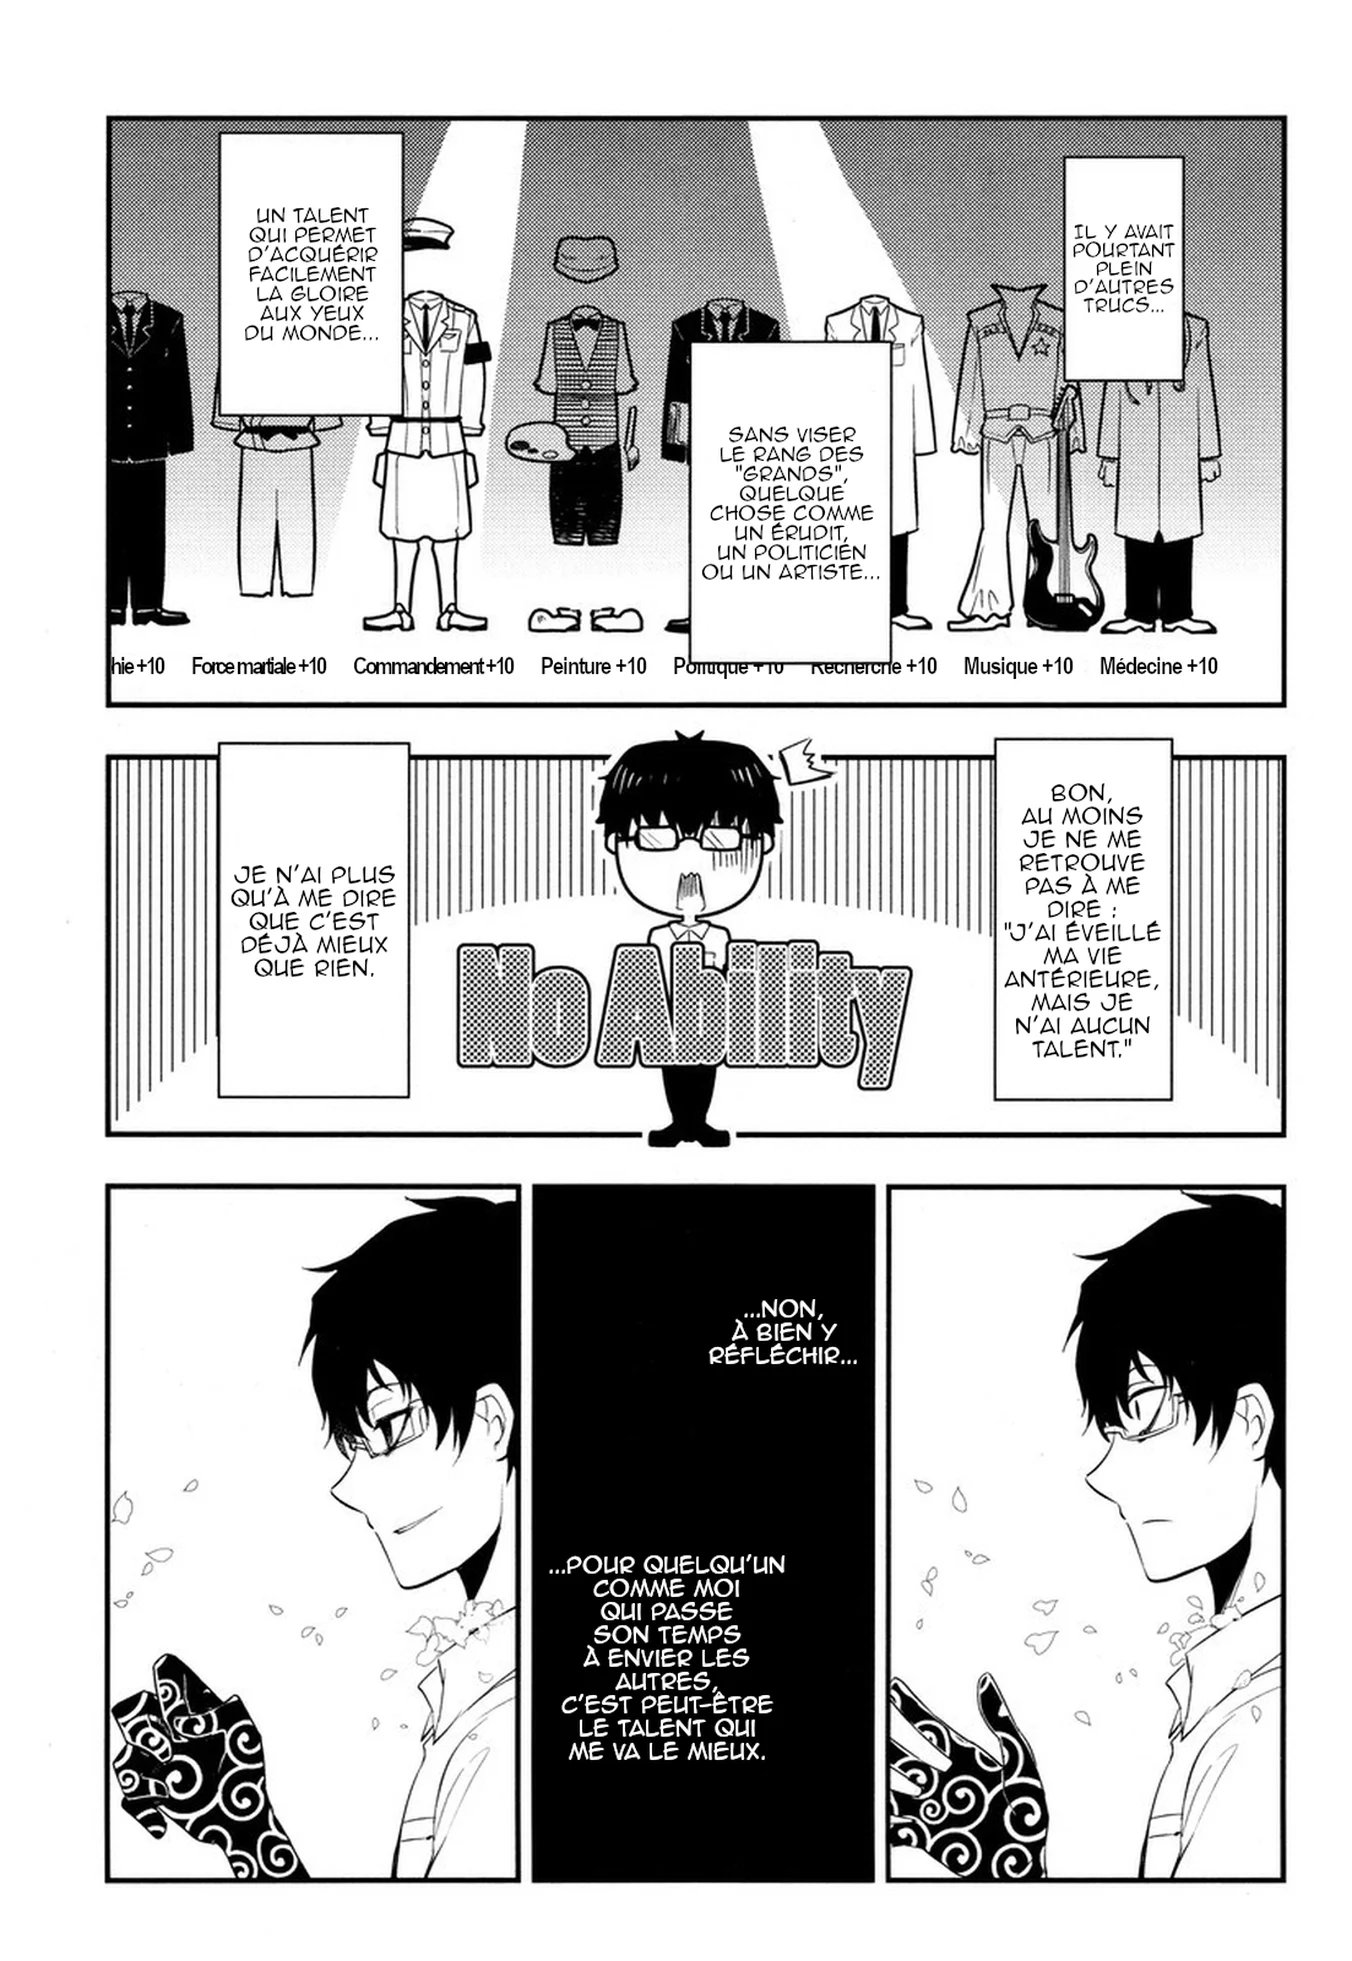 IL Y AVAIT
POURTANT
PLEIN
D'AUTRES
TRUCS...
SANS VISER
LE RANG DES
"GRANDS",
QUELQUE
CHOSE COMME
UN ÉRUDIT,
UN POLITICIEN
OU UN ARTISTE...
UN TALENT
QUI PERMET
D'ACQUÉRIR
FACILEMENT
LA GLOIRE
AUX YEUX
DU MONDE...
hie +10 Force martiale +10 Commandement +10 Peinture +10 Politique +10 Recherche +10 Musique +10 Médecine +10
BON,
AU MOINS
JE NE ME
RETROUVE
PAS À ME
DIRE :
"J'AI ÉVEILLÉ
MA VIE
ANTÉRIEURE,
MAIS JE
N'AI AUCUN
TALENT."
No Ability
JE N'AI PLUS
QU'À ME DIRE
QUE C'EST
DÉJÀ MIEUX
QUE RIEN.
...NON,
À BIEN Y
RÉFLÉCHIR...
...POUR QUELQU'UN
COMME MOI
QUI PASSE
SON TEMPS
À ENVIER LES
AUTRES,
C'EST PEUT-ÊTRE
LE TALENT QUI
ME VA LE MIEUX.